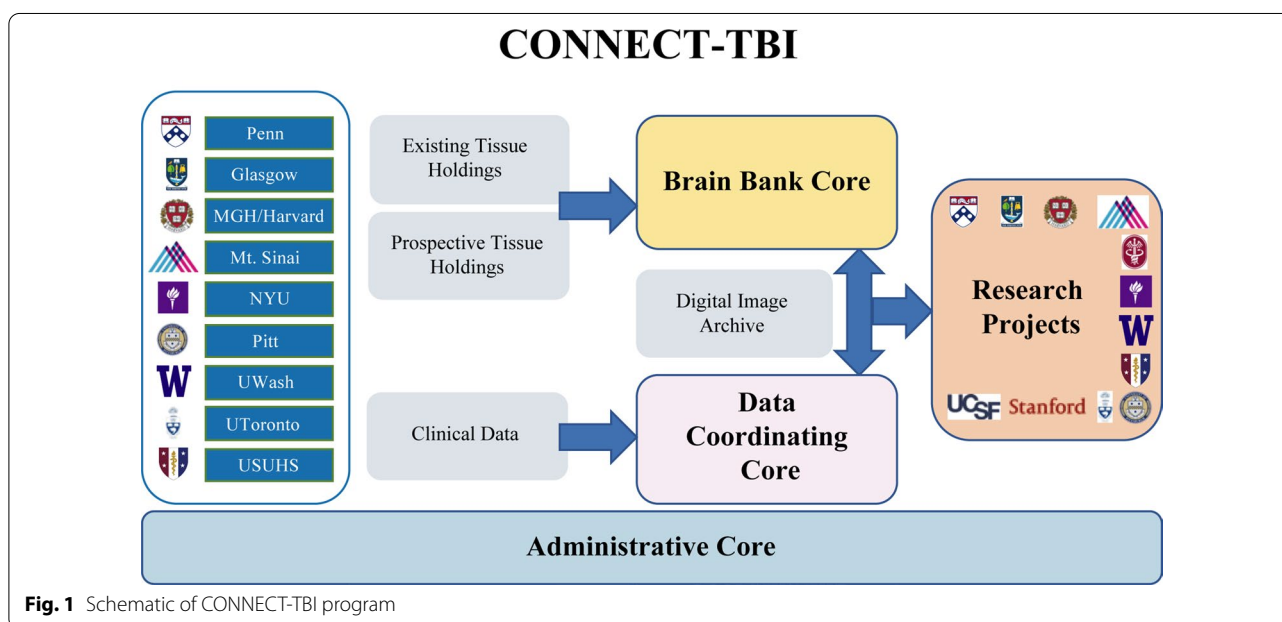 CONNECT-TBI
Penn
Glasgow
MGH/Harvard
Mt. Sinai
NYU
Pitt
UWash
UToronto
USUHS
W
Existing Tissue
Holdings
Prospective Tissue
Holdings
Digital Image
Archive
Clinical Data
Brain Bank Core
Data
Coordinating
Core
Research
Projects
W
UCSF Stanford
Administrative Core
Fig. 1 Schematic of CONNECT-TBI program